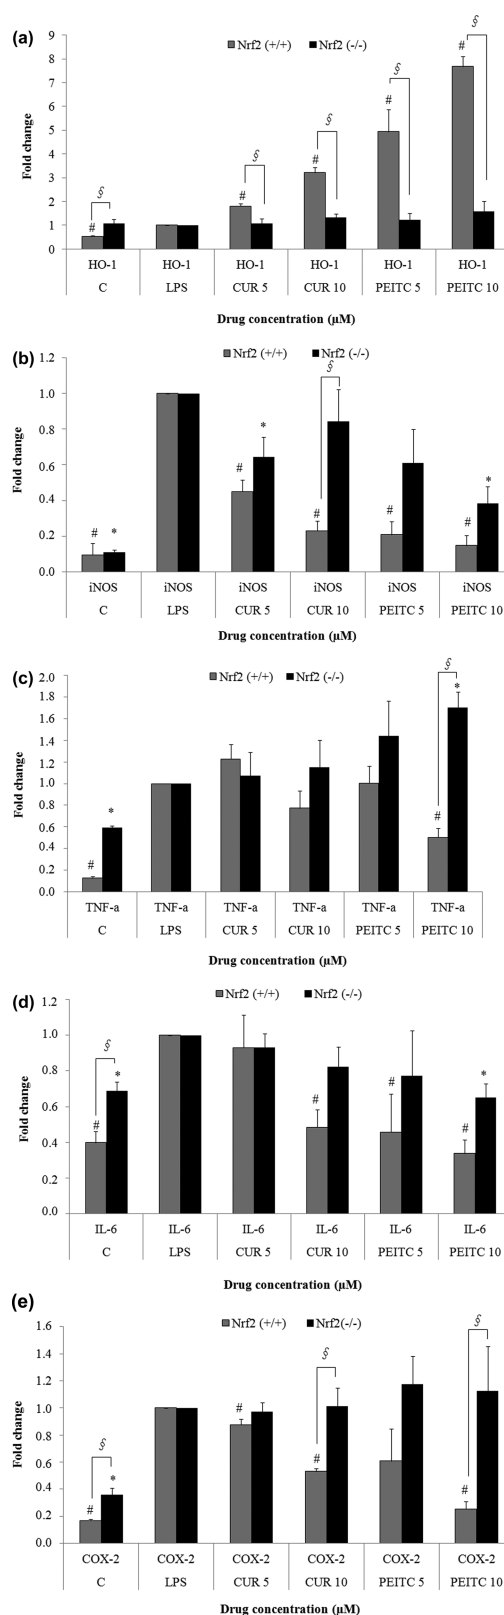 (a)
Nrf2 (+/+) Nrf2 (-/-)
9
8
7
6
5
4
3
2
1
0
Fold change
# § # § # § # § # §
HO-1 HO-1 HO-1 HO-1 HO-1 HO-1
C LPS CUR 5 CUR 10 PEITC 5 PEITC 10
Drug concentration (µM)
(b)
Nrf2 (+/+) Nrf2 (-/-)
1.2
1.0
0.8
0.6
0.4
0.2
0.0
Fold change
# * # * # § # # *
iNOS iNOS iNOS iNOS iNOS iNOS
C LPS CUR 5 CUR 10 PEITC 5 PEITC 10
Drug concentration (µM)
(c)
Nrf2 (+/+) Nrf2 (-/-)
2.0
1.8
1.6
1.4
1.2
1.0
0.8
0.6
0.4
0.2
0.0
Fold change
# * # § *
TNF-a TNF-a TNF-a TNF-a TNF-a TNF-a
C LPS CUR 5 CUR 10 PEITC 5 PEITC 10
Drug concentration (µM)
(d)
Nrf2 (+/+) Nrf2 (-/-)
1.2
1.0
0.8
0.6
0.4
0.2
0.0
Fold change
# § * # # # *
IL-6 IL-6 IL-6 IL-6 IL-6 IL-6
C LPS CUR 5 CUR 10 PEITC 5 PEITC 10
Drug concentration (µM)
(e)
Nrf2 (+/+) Nrf2(-/-)
1.6
1.4
1.2
1.0
0.8
0.6
0.4
0.2
0.0
Fold change
# § * # # § # §
COX-2 COX-2 COX-2 COX-2 COX-2 COX-2
C LPS CUR 5 CUR 10 PEITC 5 PEITC 10
Drug concentration (µM)